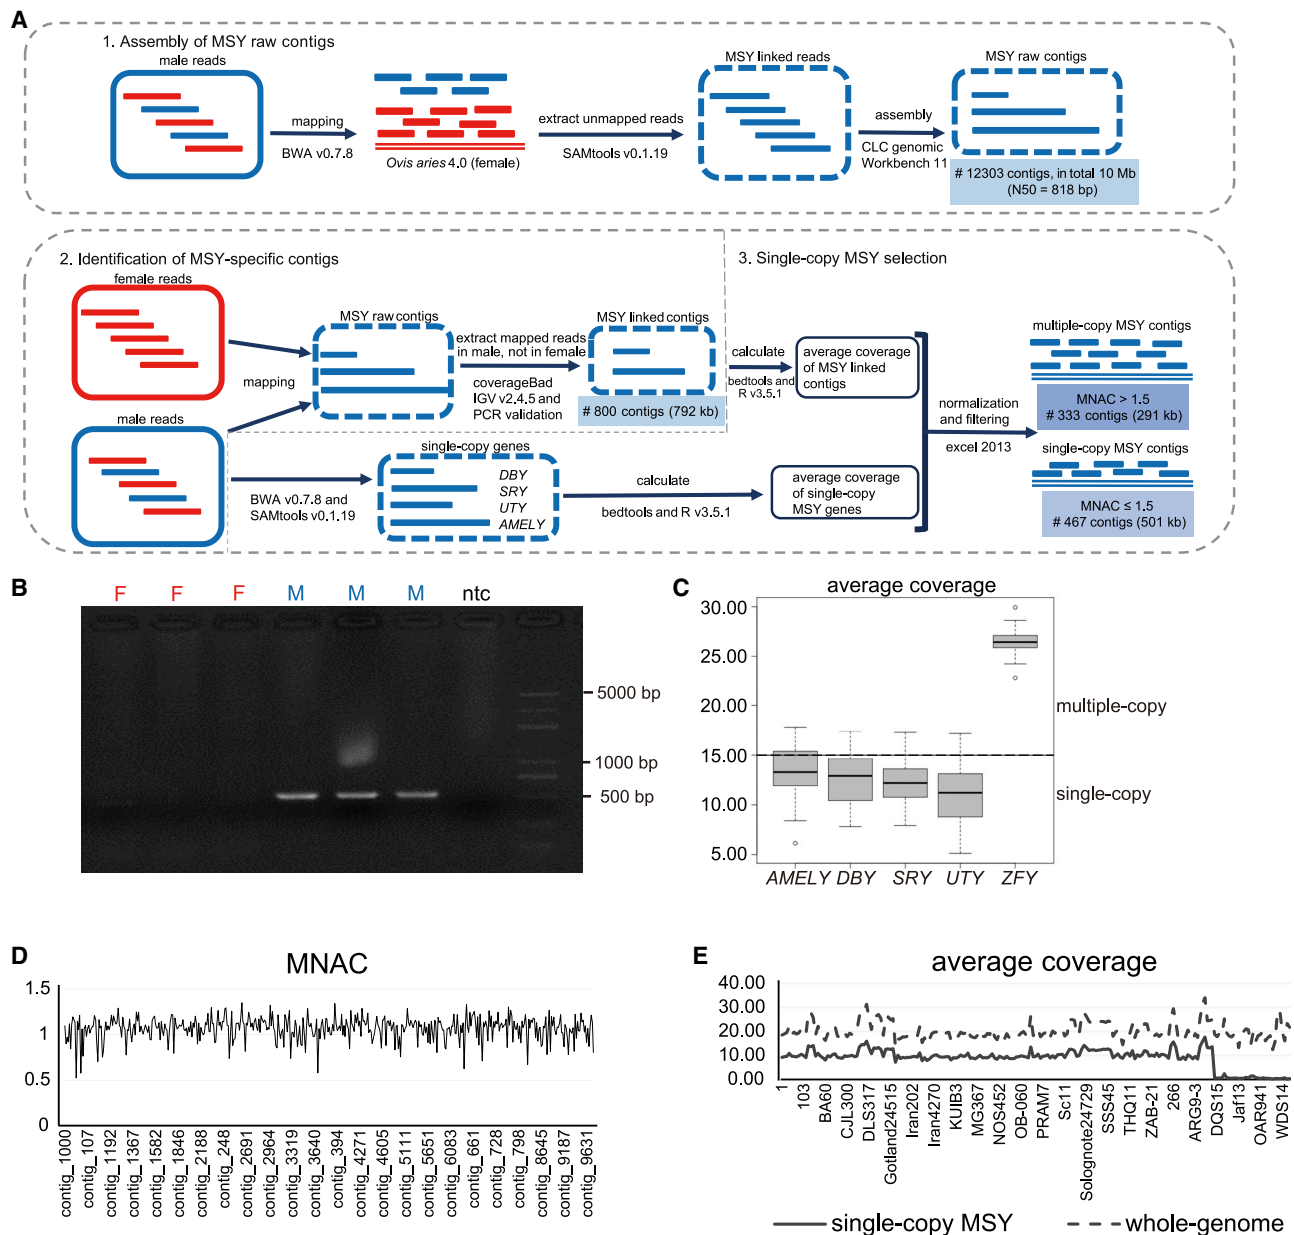 A
1. Assembly of MSY raw contigs
male reads
mapping
BWA v0.7.8
Ovis aries 4.0 (female)
extract unmapped reads
SAMtools v0.1.19
MSY linked reads
assembly
CLC genomic
Workbench 11
MSY raw contigs
# 12303 contigs, in total 10 Mb
(N50 = 818 bp)
2. Identification of MSY-specific contigs
female reads
male reads
mapping
MSY raw contigs
extract mapped reads
in male, not in female
coverageBad
IGV v2.4.5 and
PCR validation
MSY linked contigs
# 800 contigs (792 kb)
3. Single-copy MSY selection
calculate
bedtools and
R v3.5.1
average coverage
of MSY linked
contigs
BWA v0.7.8 and
SAMtools v0.1.19
single-copy genes
DBY
SRY
UTY
AMELY
calculate
bedtools and R v3.5.1
average coverage
of single-copy
MSY genes
normalization
and filtering
excel 2013
multiple-copy MSY contigs
MNAC > 1.5
# 333 contigs (291 kb)
single-copy MSY contigs
MNAC ≤ 1.5
# 467 contigs (501 kb)
B
F F F M M M ntc
5000 bp
1000 bp
500 bp
C
average coverage
30.00
25.00
20.00
15.00
10.00
5.00
multiple-copy
single-copy
AMELY DBY SRY UTY ZFY
D
MNAC
1.5
1
0.5
0
contig_1000
contig_107
contig_1192
contig_1367
contig_1582
contig_1846
contig_2188
contig_248
contig_2691
contig_2964
contig_3319
contig_3640
contig_394
contig_4271
contig_4605
contig_5111
contig_5651
contig_6083
contig_661
contig_728
contig_798
contig_8645
contig_9187
contig_9631
E
average coverage
40.00
30.00
20.00
10.00
0.00
1
103
BA60
CJL300
DLS317
Gotland24515
Iran202
Iran4270
KUIB3
MG367
NOS452
OB-060
PRAM7
Sc11
Solognote24729
SSS45
THQ11
ZAB-21
266
ARG9-3
DQS15
Jaf13
OAR941
WDS14
single-copy MSY
whole-genome